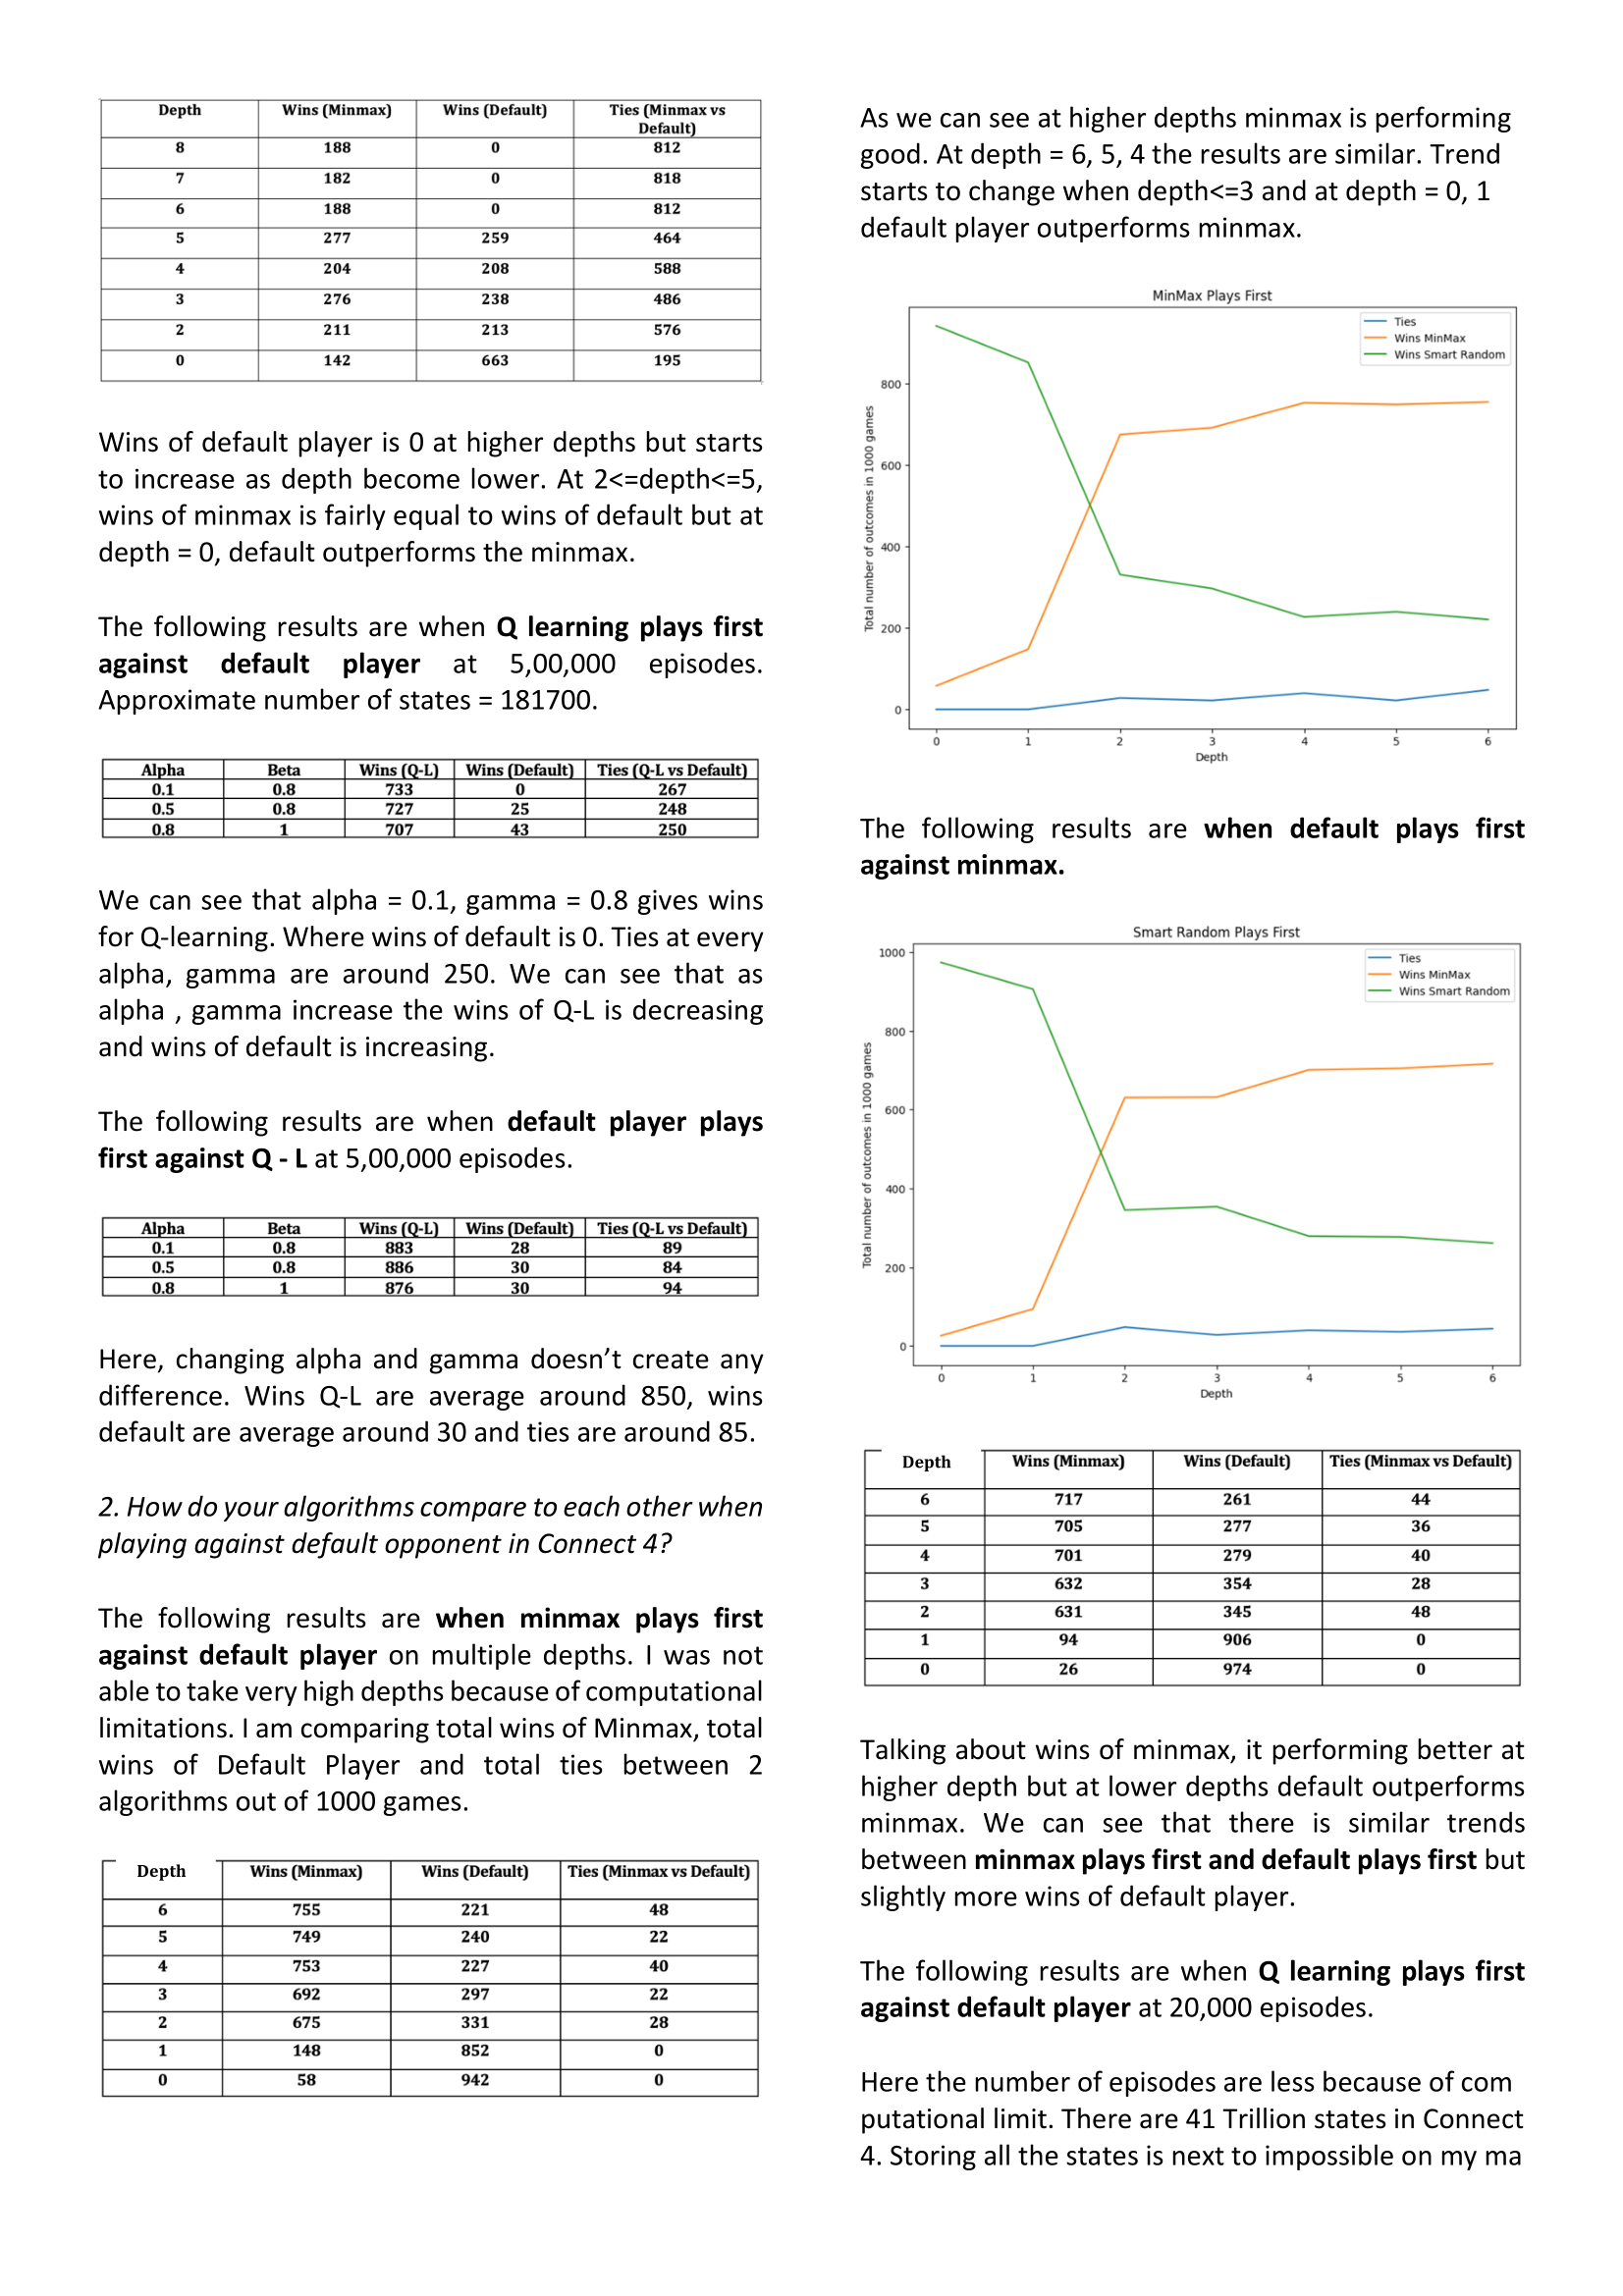 Depth Wins (Minmax) Wins (Default) Ties (Minmax vs
Default)
8 188 0 812
7 182 0 818
6 188 0 812
5 277 259 464
4 204 208 588
3 276 238 486
2 211 213 576
0 142 663 195
Wins of default player is 0 at higher depths but starts
to increase as depth become lower. At 2<=depth<=5,
wins of minmax is fairly equal to wins of default but at
depth = 0, default outperforms the minmax.
The following results are when Q learning plays first
against default player at 5,00,000 episodes.
Approximate number of states = 181700.
Alpha Beta Wins (Q-L) Wins (Default) Ties (Q-L vs Default)
0.1 0.8 733 0 267
0.5 0.8 727 25 248
0.8 1 707 43 250
We can see that alpha = 0.1, gamma = 0.8 gives wins
for Q-learning. Where wins of default is 0. Ties at every
alpha, gamma are around 250. We can see that as
alpha , gamma increase the wins of Q-L is decreasing
and wins of default is increasing.
The following results are when default player plays
first against Q - L at 5,00,000 episodes.
Alpha Beta Wins (Q-L) Wins (Default) Ties (Q-L vs Default)
0.1 0.8 883 28 89
0.5 0.8 886 30 84
0.8 1 876 30 94
Here, changing alpha and gamma doesn’t create any
difference. Wins Q-L are average around 850, wins
default are average around 30 and ties are around 85.
2. How do your algorithms compare to each other when
playing against default opponent in Connect 4?
The following results are when minmax plays first
against default player on multiple depths. I was not
able to take very high depths because of computational
limitations. I am comparing total wins of Minmax, total
wins of Default Player and total ties between 2
algorithms out of 1000 games.
Depth Wins (Minmax) Wins (Default) Ties (Minmax vs Default)
6 755 221 48
5 749 240 22
4 753 227 40
3 692 297 22
2 675 331 28
1 148 852 0
0 58 942 0
As we can see at higher depths minmax is performing
good. At depth = 6, 5, 4 the results are similar. Trend
starts to change when depth<=3 and at depth = 0, 1
default player outperforms minmax.
MinMax Plays First
Ties
Wins MinMax
Wins Smart Random
Total number of outcomes in 1000 games
800
600
400
200
0
0 1 2 3 4 5 6
Depth
The following results are when default plays first
against minmax.
Smart Random Plays First
Ties
Wins MinMax
Wins Smart Random
Total number of outcomes in 1000 games
1000
800
600
400
200
0
0 1 2 3 4 5 6
Depth
Depth Wins (Minmax) Wins (Default) Ties (Minmax vs Default)
6 717 261 44
5 705 277 36
4 701 279 40
3 632 354 28
2 631 345 48
1 94 906 0
0 26 974 0
Talking about wins of minmax, it performing better at
higher depth but at lower depths default outperforms
minmax. We can see that there is similar trends
between minmax plays first and default plays first but
slightly more wins of default player.
The following results are when Q learning plays first
against default player at 20,000 episodes.
Here the number of episodes are less because of com
putational limit. There are 41 Trillion states in Connect
4. Storing all the states is next to impossible on my ma